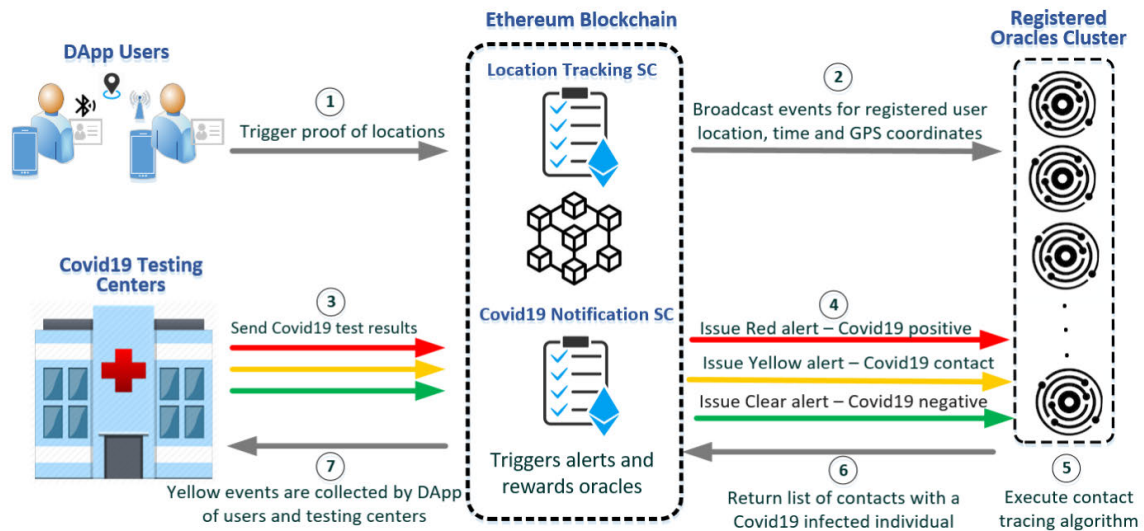 Ethereum Blockchain
Registered
Oracles Cluster
DApp Users
Location Tracking SC
1
Trigger proof of locations
2
Broadcast events for registered user
location, time and GPS coordinates
Covid19 Testing
Centers
3
Send Covid19 test results
Covid19 Notification SC
4
Issue Red alert – Covid19 positive
Issue Yellow alert – Covid19 contact
Issue Clear alert – Covid19 negative
Triggers alerts and
rewards oracles
7
Yellow events are collected by DApp
of users and testing centers
6
Return list of contacts with a
Covid19 infected individual
5
Execute contact
tracing algorithm